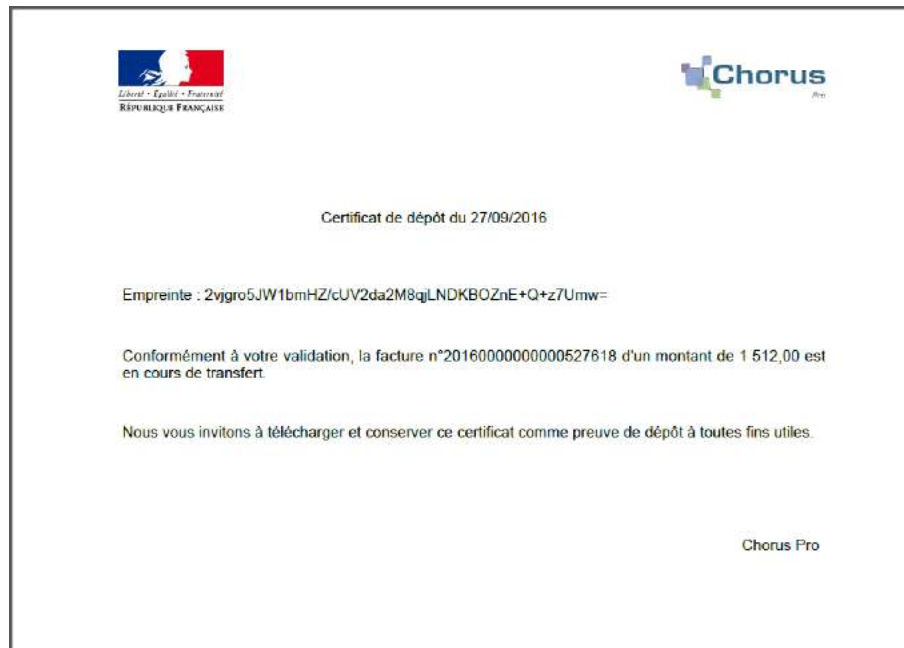 Liberté • Égalité • Fraternité
RÉPUBLIQUE FRANÇAISE
Chorus
Pro
Certificat de dépôt du 27/09/2016
Empreinte : 2vjgro5JW1bmHZ/cUV2da2M8qjLNDKBOZnE+Q+z7Umw=
Conformément à votre validation, la facture n°20160000000000527618 d'un montant de 1 512,00 est
en cours de transfert.
Nous vous invitons à télécharger et conserver ce certificat comme preuve de dépôt à toutes fins utiles.
Chorus Pro